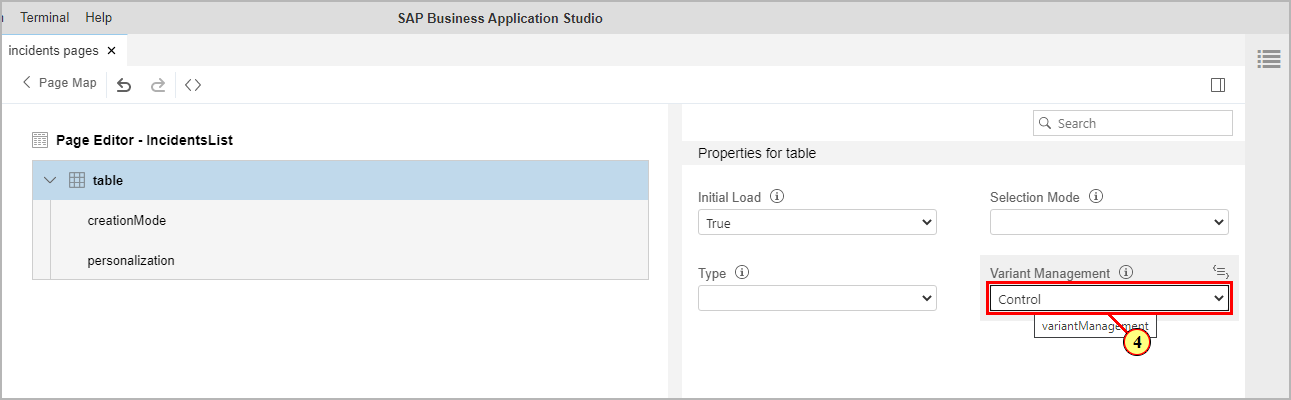 Terminal Help SAP Business Application Studio
incidents pages ×
Page Map
Search
Page Editor - IncidentsList
Properties for table
table
Initial Load
Selection Mode
creationMode
True
personalization
Type
Variant Management
Control
variantManagement
4